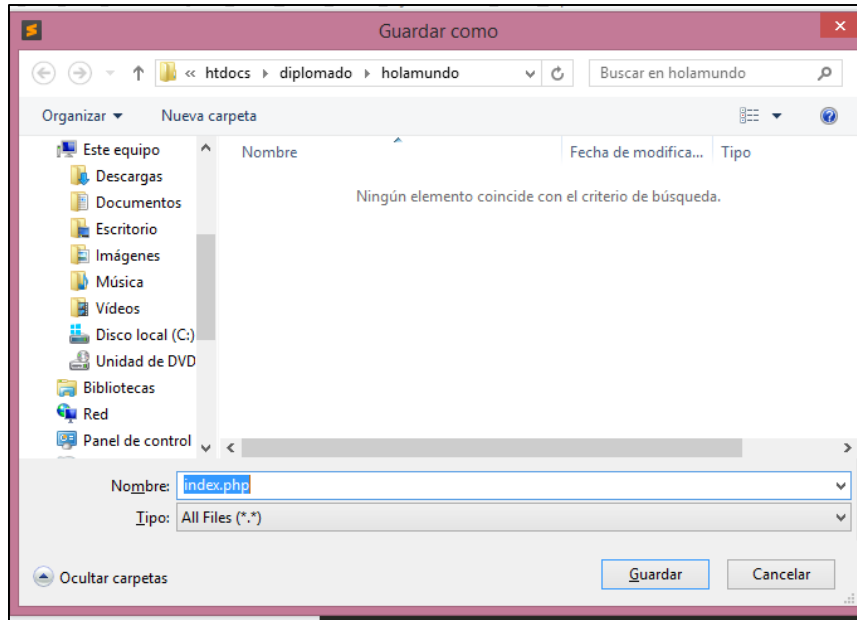 Guardar como
« htdocs ▸ diplomado ▸ holamundo
Buscar en holamundo
Organizar
Nueva carpeta
Este equipo
Descargas
Documentos
Escritorio
Imágenes
Música
Vídeos
Disco local (C:)
Unidad de DVD
Bibliotecas
Red
Panel de control
Nombre
Fecha de modifica...
Tipo
Ningún elemento coincide con el criterio de búsqueda.
Nombre: index.php
Tipo: All Files (*.*)
Ocultar carpetas
Guardar
Cancelar